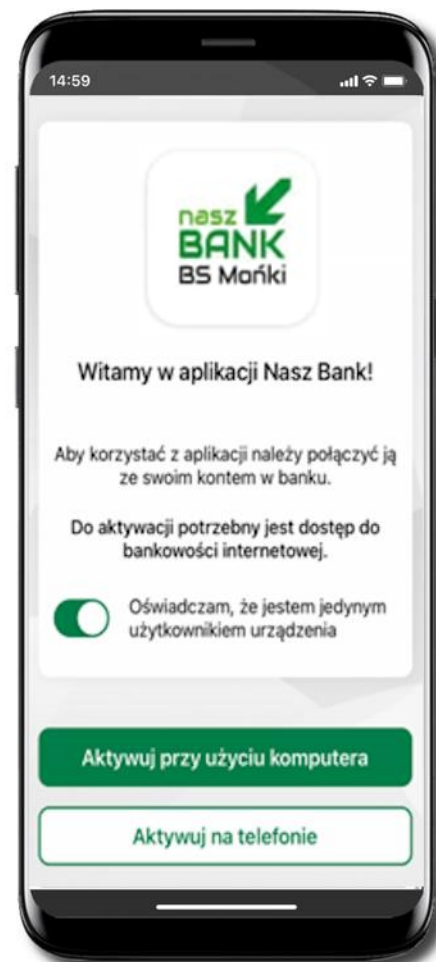 14:59
nasz
BANK
BS Mońki
Witamy w aplikacji Nasz Bank!
Aby korzystać z aplikacji należy połączyć ją
ze swoim kontem w banku.
Do aktywacji potrzebny jest dostęp do
bankowości internetowej.
Oświadczam, że jestem jedynym
użytkownikiem urządzenia
Aktywuj przy użyciu komputera
Aktywuj na telefonie